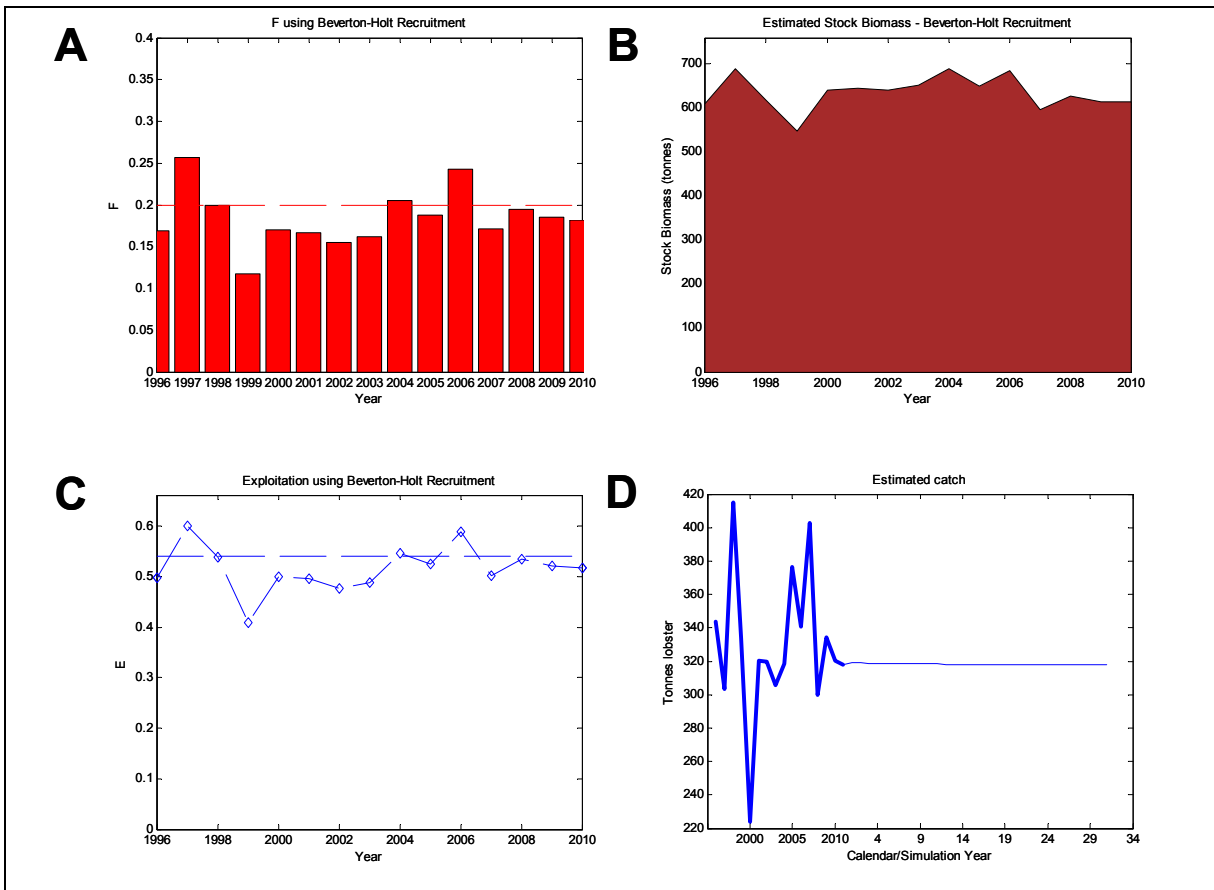 A
F using Beverton-Holt Recruitment
0.4
0.35
0.3
0.25
0.2
0.15
0.1
0.05
0
F
1996 1997 1998 1999 2000 2001 2002 2003 2004 2005 2006 2007 2008 2009 2010
Year
B
Estimated Stock Biomass - Beverton-Holt Recruitment
700
600
500
400
300
200
100
0
Stock Biomass (tonnes)
1996 1998 2000 2002 2004 2006 2008 2010
Year
C
Exploitation using Beverton-Holt Recruitment
0.6
0.5
0.4
0.3
0.2
0.1
0
E
1996 1998 2000 2002 2004 2006 2008 2010
Year
D
Estimated catch
420
400
380
360
340
320
300
280
260
240
220
Tonnes lobster
2000 2005 2010 4 9 14 19 24 29 34
Calendar/Simulation Year